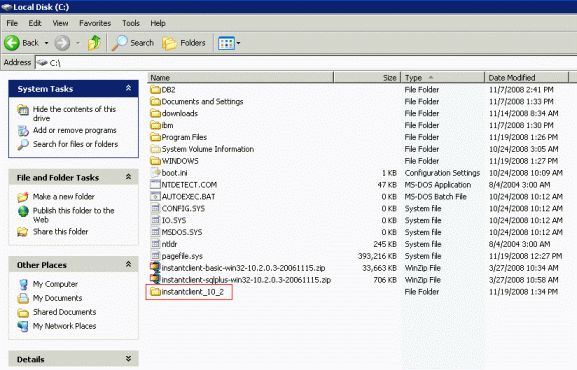 Local Disk (C:)
File Edit View Favorites Tools Help
Back Search Folders
Address C:\
System Tasks
Hide the contents of this
drive
Add or remove programs
Search for files or folders
File and Folder Tasks
Make a new folder
Publish this folder to the
Web
Share this folder
Other Places
My Computer
My Documents
Shared Documents
My Network Places
Details
Name Size Type Date Modified
DB2 File Folder 11/7/2008 2:41 PM
Documents and Settings File Folder 11/7/2008 1:33 PM
downloads File Folder 11/14/2008 8:34 AM
ibm File Folder 11/7/2008 1:30 PM
Program Files File Folder 11/19/2008 1:26 PM
System Volume Information File Folder 10/24/2008 3:05 AM
WINDOWS File Folder 11/19/2008 1:27 PM
boot.ini 1 KB Configuration Settings 10/24/2008 10:09 AM
NTDETECT.COM 47 KB MS-DOS Application 8/4/2004 3:00 AM
AUTOEXEC.BAT 0 KB MS-DOS Batch File 10/24/2008 10:12 AM
CONFIG.SYS 0 KB System file 10/24/2008 10:12 AM
IO.SYS 0 KB System file 10/24/2008 10:12 AM
MSDOS.SYS 0 KB System file 10/24/2008 10:12 AM
ntldr 245 KB System file 8/4/2004 3:00 AM
pagefile.sys 393,216 KB System file 11/19/2008 12:27 PM
instantclient-basic-win32-10.2.0.3-20061115.zip 33,663 KB WinZip File 3/27/2008 10:34 AM
instantclient-sqlplus-win32-10.2.0.3-20061115.zip 706 KB WinZip File 3/27/2008 10:58 AM
instantclient_10_2 File Folder 11/19/2008 1:34 PM